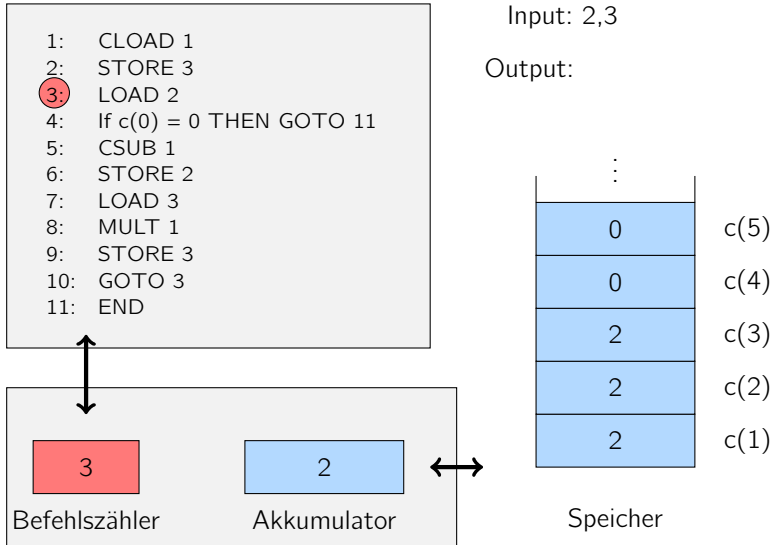 1: CLOAD 1
2: STORE 3
3: LOAD 2
4: If c(0) = 0 THEN GOTO 11
5: CSUB 1
6: STORE 2
7: LOAD 3
8: MULT 1
9: STORE 3
10: GOTO 3
11: END
Input: 2,3
Output:
⋮
0 c(5)
0 c(4)
2 c(3)
2 c(2)
2 c(1)
Speicher
3
Befehlszähler
2
Akkumulator